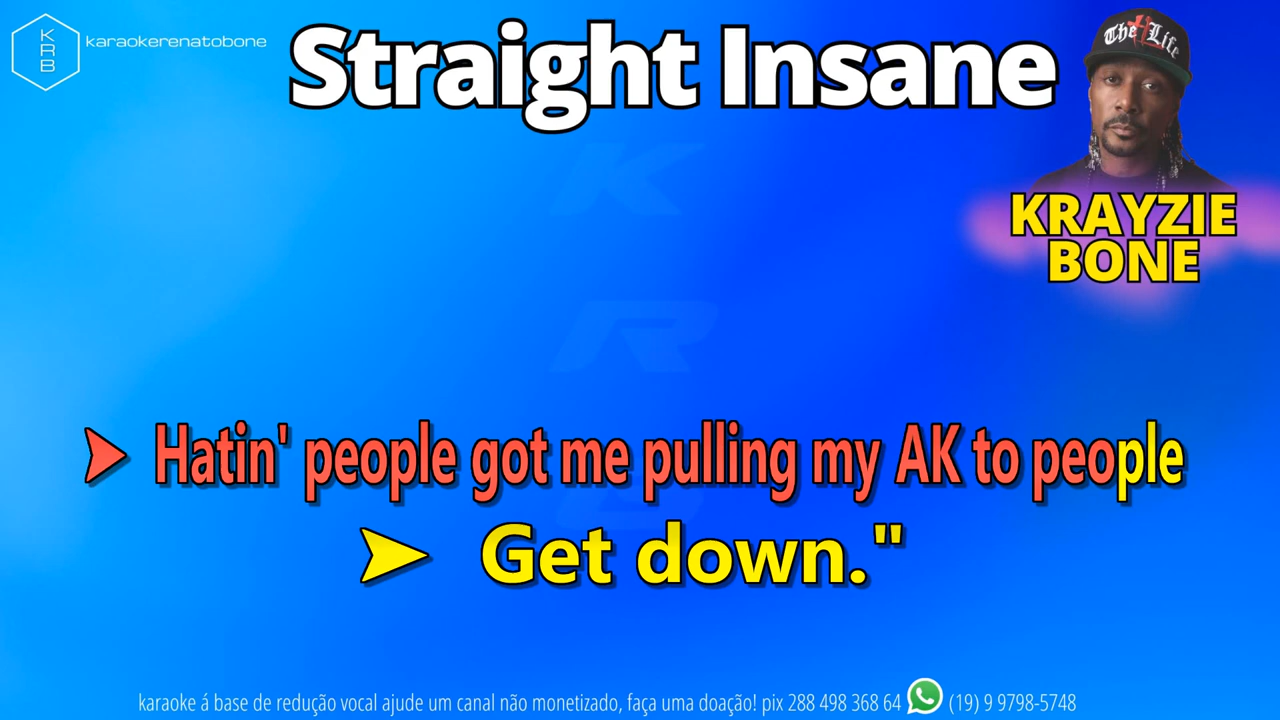 KRB
karaokerenatobone
Straight Insane
The Life
KRAYZIE
BONE
K
R
B
Hatin' people got me pulling my AK to people
Get down."
karaoke á base de redução vocal ajude um canal não monetizado, faça uma doação! pix 288 498 368 64 (19) 9 9798-5748